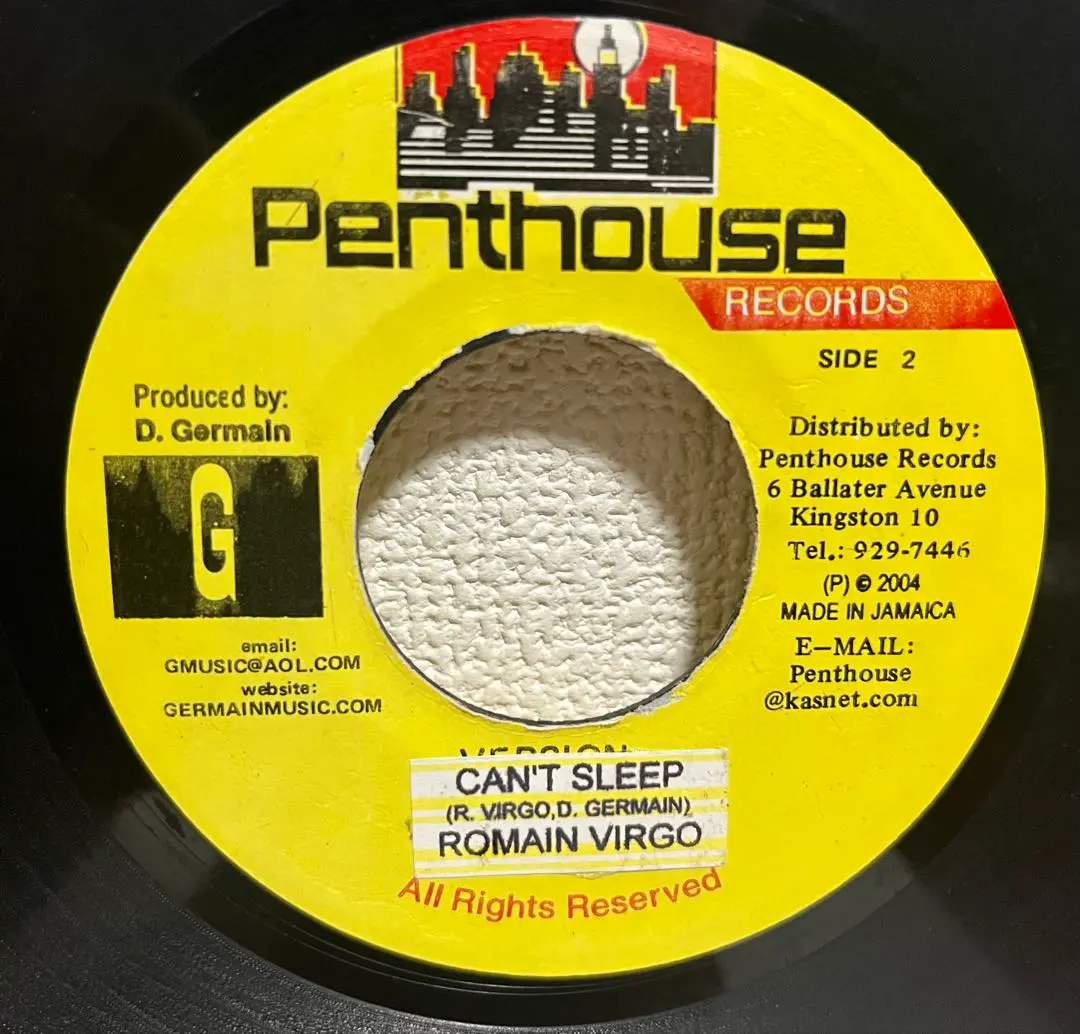 Penthouse
RECORDS
SIDE 2
Produced by:
D. Germain
G
email:
GMUSIC@AOL.COM
website:
GERMAINMUSIC.COM
Distributed by:
Penthouse Records
6 Ballater Avenue
Kingston 10
Tel.: 929-7446
(P) © 2004
MADE IN JAMAICA
E-MAIL:
Penthouse
@kasnet.com
VERSION
CAN'T SLEEP
(R. VIRGO,D. GERMAIN)
ROMAIN VIRGO
All Rights Reserved